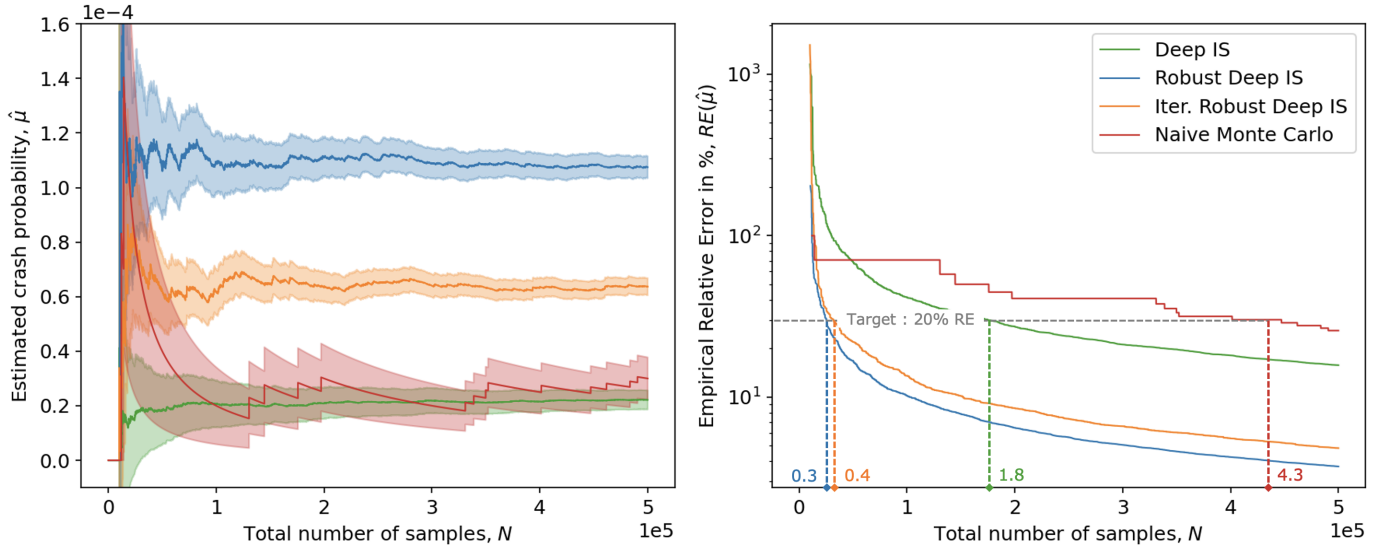 1e−4
1.6
1.4
1.2
1.0
0.8
0.6
0.4
0.2
0.0
Estimated crash probability, μ̂
0 1 2 3 4 5
1e5
Total number of samples, N
Deep IS
Robust Deep IS
Iter. Robust Deep IS
Naive Monte Carlo
10³
10²
10¹
Empirical Relative Error in %, RE(μ̂)
Target : 20% RE
0.3
0.4
1.8
4.3
0 1 2 3 4 5
1e5
Total number of samples, N